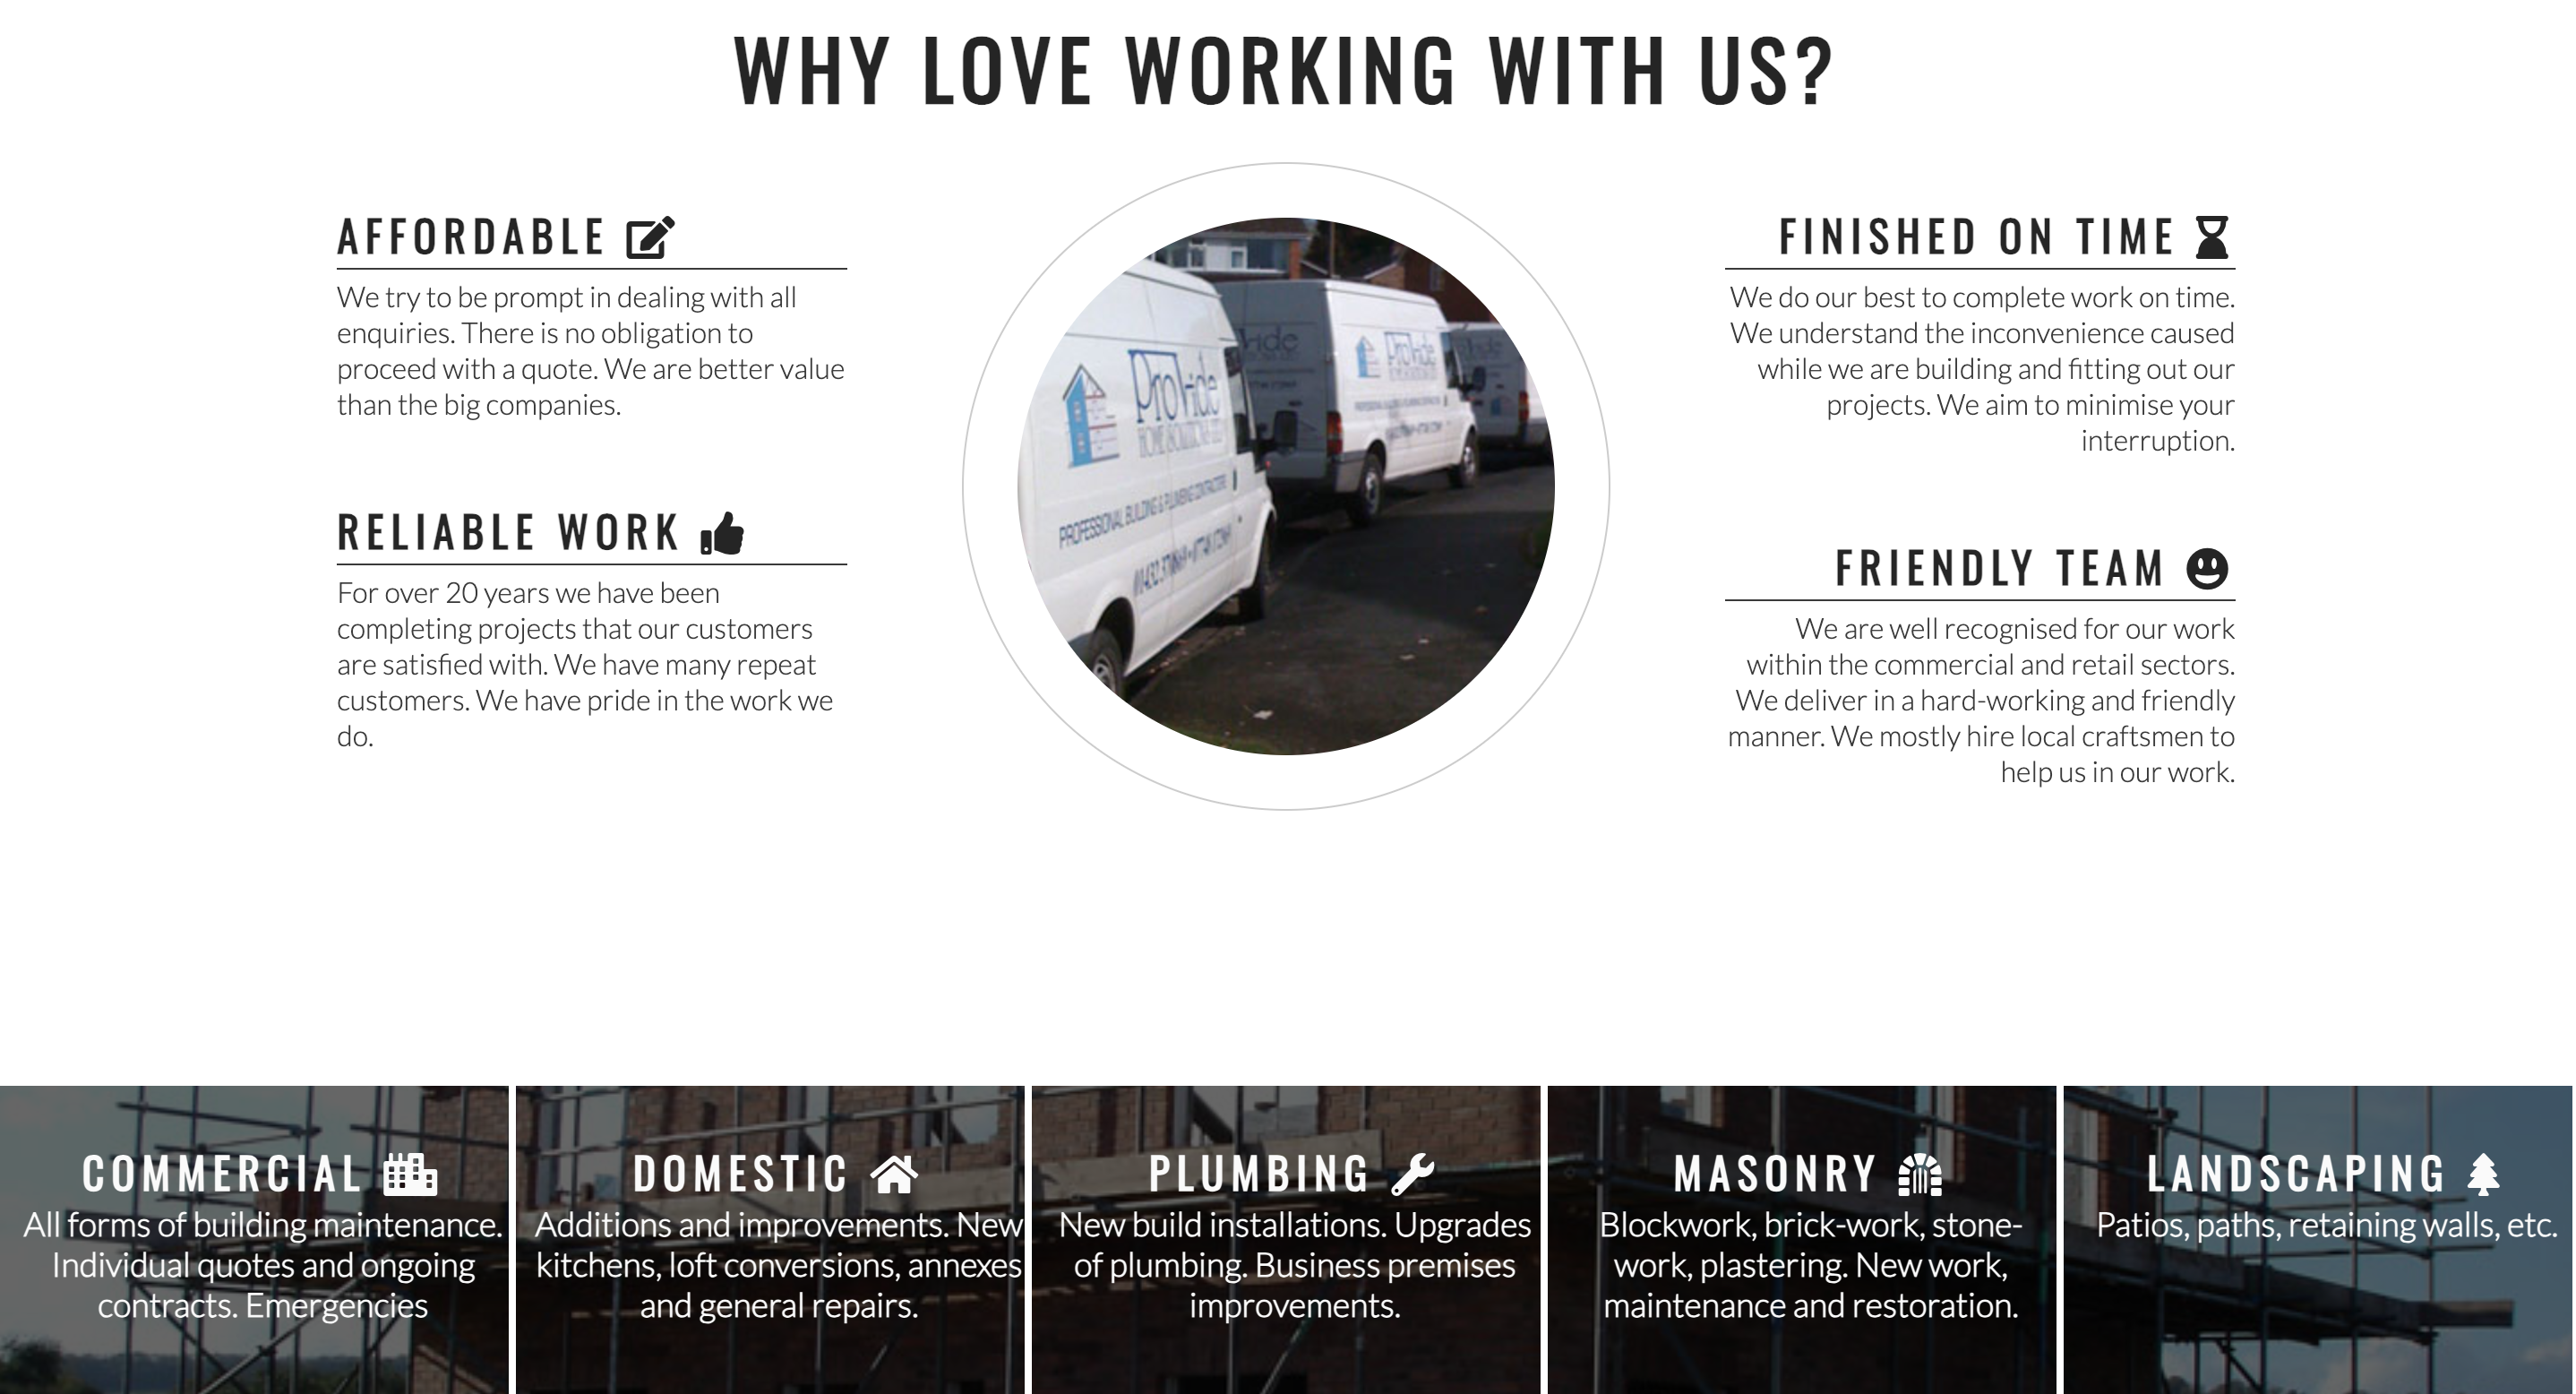 WHY LOVE WORKING WITH US?
AFFORDABLE
We try to be prompt in dealing with all
enquiries. There is no obligation to
proceed with a quote. We are better value
than the big companies.
RELIABLE WORK
For over 20 years we have been
completing projects that our customers
are satisfied with. We have many repeat
customers. We have pride in the work we
do.
ProVide
HOME SOLUTIONS LTD
PROFESSIONAL BUILDING & PLUMBING CONTRACTORS
ProVide
FINISHED ON TIME
We do our best to complete work on time.
We understand the inconvenience caused
while we are building and fitting out our
projects. We aim to minimise your
interruption.
FRIENDLY TEAM
We are well recognised for our work
within the commercial and retail sectors.
We deliver in a hard-working and friendly
manner. We mostly hire local craftsmen to
help us in our work.
COMMERCIAL
All forms of building maintenance.
Individual quotes and ongoing
contracts. Emergencies
DOMESTIC
Additions and improvements. New
kitchens, loft conversions, annexes
and general repairs.
PLUMBING
New build installations. Upgrades
of plumbing. Business premises
improvements.
MASONRY
Blockwork, brick-work, stone-
work, plastering. New work,
maintenance and restoration.
LANDSCAPING
Patios, paths, retaining walls, etc.